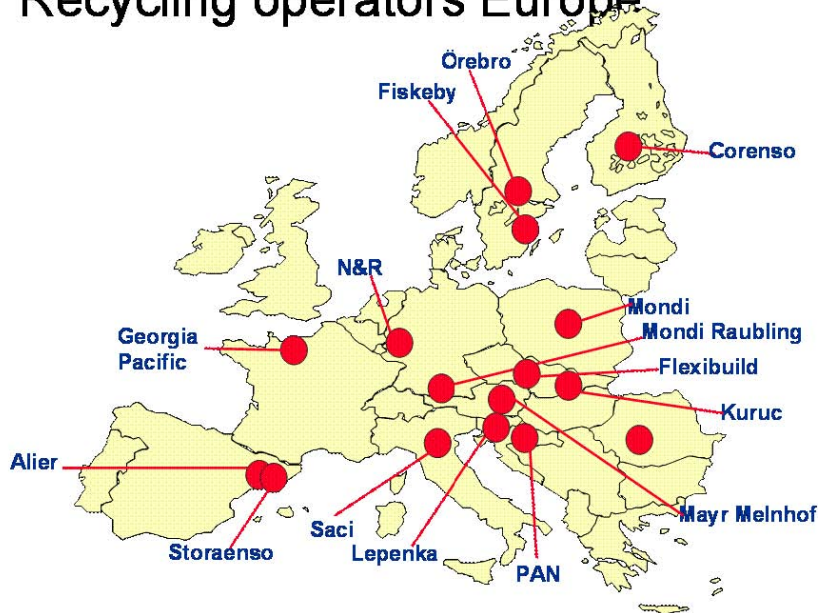 Recycling operators Europe
Örebro
Fiskeby
Corenso
N&R
Mondi
Georgia
Pacific
Mondi Raubling
Flexibuild
Kuruc
Alier
Mayr Melnhof
Saci
Storaenso
Lepenka
PAN